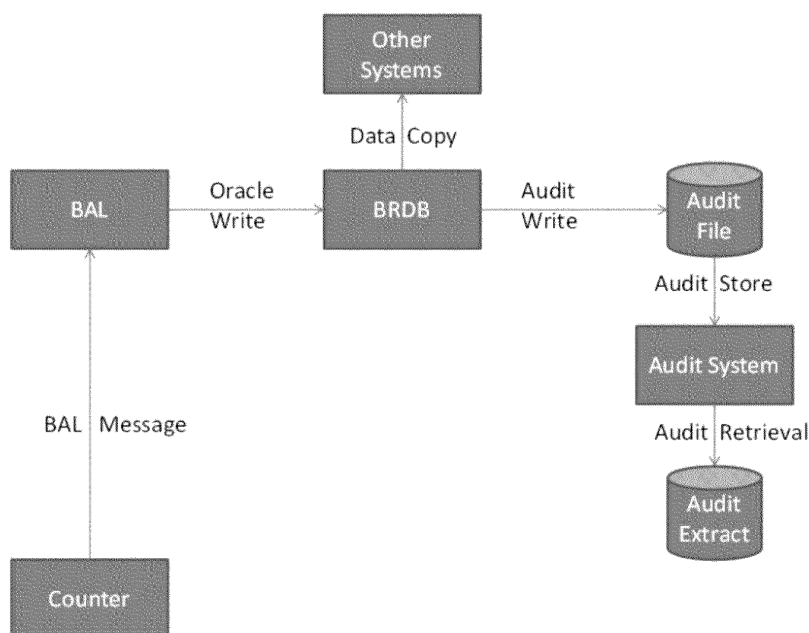 Other
Systems
Data Copy
BAL
Oracle
Write
BRDB
Audit
Write
Audit
File
Audit Store
Audit System
BAL Message
Audit Retrieval
Audit
Extract
Counter